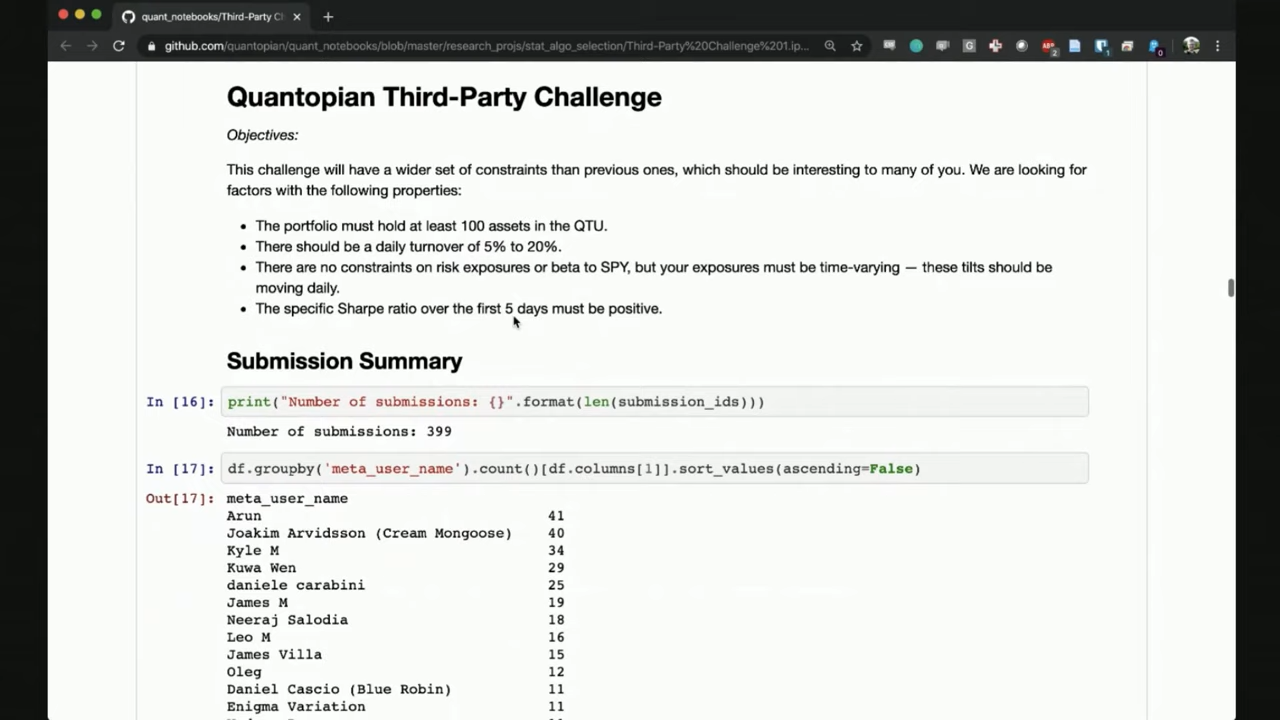 quant_notebooks/Third-Party C
github.com/quantopian/quant_notebooks/blob/master/research_projs/stat_algo_selection/Third-Party%20Challenge%201.ip...
Quantopian Third-Party Challenge
Objectives:
This challenge will have a wider set of constraints than previous ones, which should be interesting to many of you. We are looking for
factors with the following properties:
• The portfolio must hold at least 100 assets in the QTU.
• There should be a daily turnover of 5% to 20%.
• There are no constraints on risk exposures or beta to SPY, but your exposures must be time-varying — these tilts should be
moving daily.
• The specific Sharpe ratio over the first 5 days must be positive.
Submission Summary
In [16]: print("Number of submissions: {}".format(len(submission_ids)))
Number of submissions: 399
In [17]: df.groupby('meta_user_name').count()[df.columns[1]].sort_values(ascending=False)
Out[17]: meta_user_name
Arun 41
Joakim Arvidsson (Cream Mongoose) 40
Kyle M 34
Kuwa Wen 29
daniele carabini 25
James M 19
Neeraj Salodia 18
Leo M 16
James Villa 15
Oleg 12
Daniel Cascio (Blue Robin) 11
Enigma Variation 11